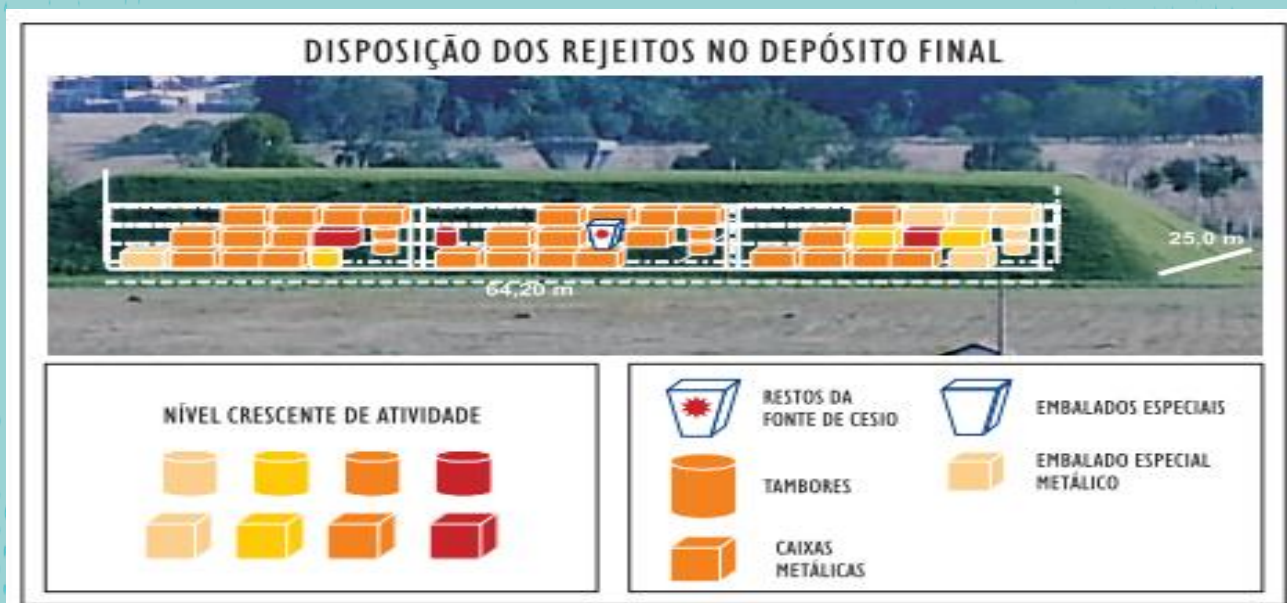 DISPOSIÇÃO DOS REJEITOS NO DEPÓSITO FINAL
25,0 m
64,20 m
NÍVEL CRESCENTE DE ATIVIDADE
RESTOS DA
FONTE DE CESIO
TAMBORES
CAIXAS
METÁLICAS
EMBALADOS ESPECIAIS
EMBALADO ESPECIAL
METÁLICO